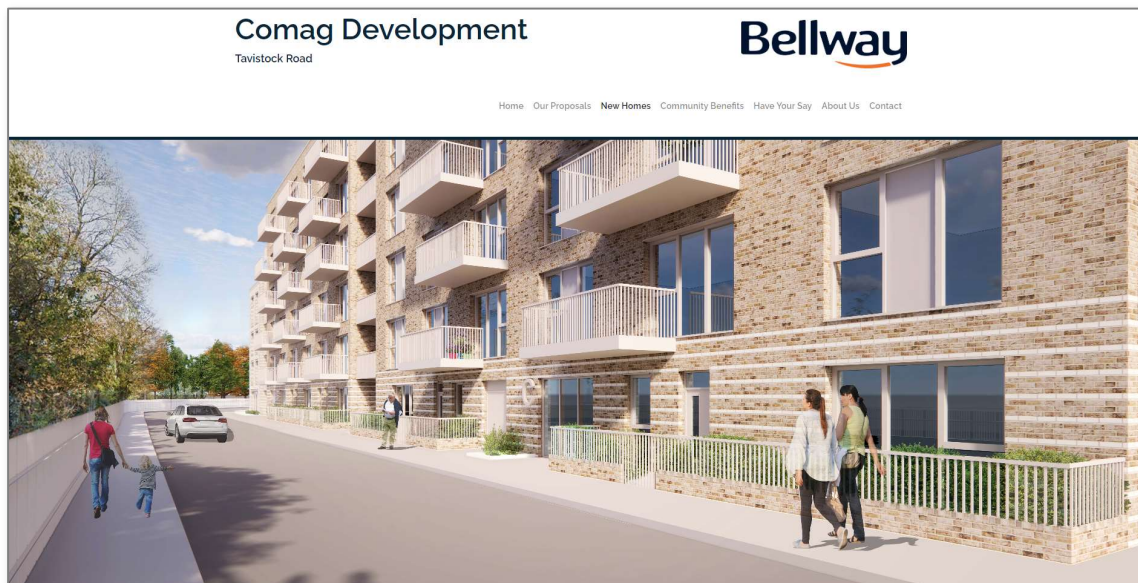 Comag Development
Bellway
Tavistock Road
Home Our Proposals New Homes Community Benefits Have Your Say About Us Contact